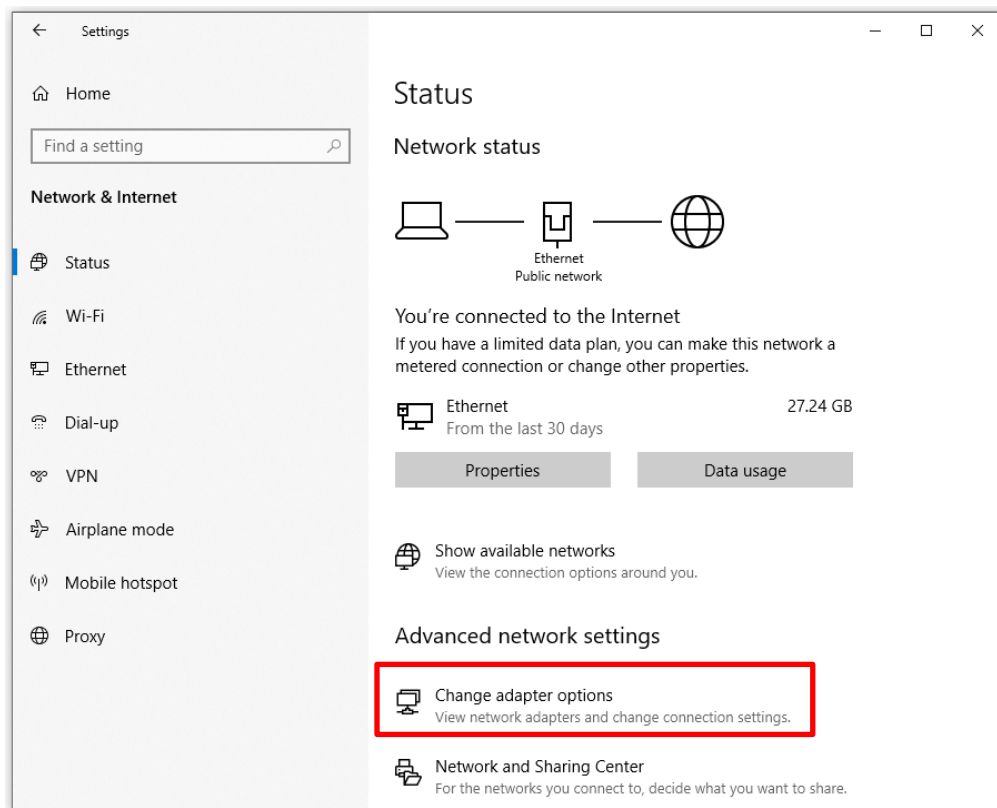 Settings
Home
Find a setting
Network & Internet
Status
Wi-Fi
Ethernet
Dial-up
VPN
Airplane mode
Mobile hotspot
Proxy
Status
Network status
Ethernet
Public network
You're connected to the Internet
If you have a limited data plan, you can make this network a
metered connection or change other properties.
Ethernet 27.24 GB
From the last 30 days
Properties Data usage
Show available networks
View the connection options around you.
Advanced network settings
Change adapter options
View network adapters and change connection settings.
Network and Sharing Center
For the networks you connect to, decide what you want to share.